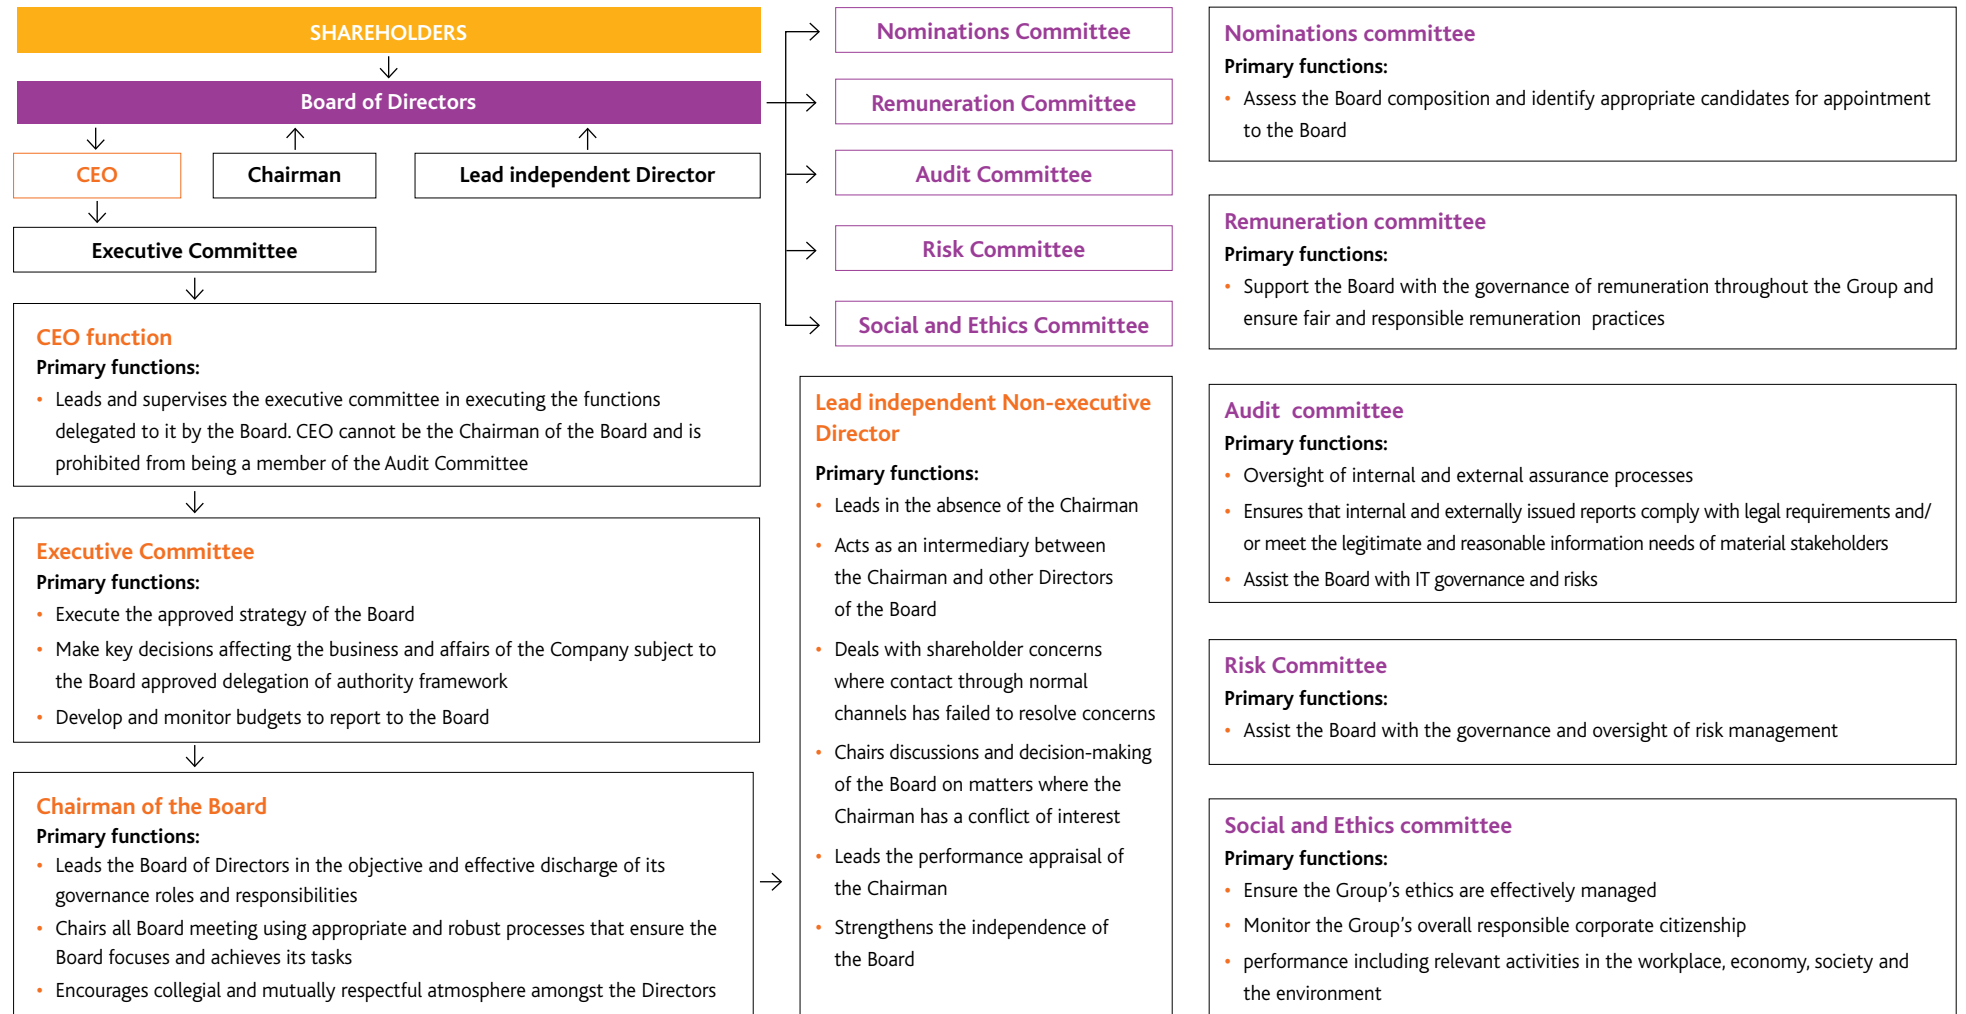 SHAREHOLDERS
Board of Directors
CEO
Chairman
Lead independent Director
Executive Committee
CEO function
Primary functions:
• Leads and supervises the executive committee in executing the functions
delegated to it by the Board. CEO cannot be the Chairman of the Board and is
prohibited from being a member of the Audit Committee
Executive Committee
Primary functions:
• Execute the approved strategy of the Board
• Make key decisions affecting the business and affairs of the Company subject to
the Board approved delegation of authority framework
• Develop and monitor budgets to report to the Board
Chairman of the Board
Primary functions:
• Leads the Board of Directors in the objective and effective discharge of its
governance roles and responsibilities
• Chairs all Board meeting using appropriate and robust processes that ensure the
Board focuses and achieves its tasks
• Encourages collegial and mutually respectful atmosphere amongst the Directors
Nominations Committee
Remuneration Committee
Audit Committee
Risk Committee
Social and Ethics Committee
Lead independent Non-executive
Director
Primary functions:
• Leads in the absence of the Chairman
• Acts as an intermediary between
the Chairman and other Directors
of the Board
• Deals with shareholder concerns
where contact through normal
channels has failed to resolve concerns
• Chairs discussions and decision-making
of the Board on matters where the
Chairman has a conflict of interest
• Leads the performance appraisal of
the Chairman
• Strengthens the independence of
the Board
Nominations committee
Primary functions:
• Assess the Board composition and identify appropriate candidates for appointment
to the Board
Remuneration committee
Primary functions:
• Support the Board with the governance of remuneration throughout the Group and
ensure fair and responsible remuneration practices
Audit committee
Primary functions:
• Oversight of internal and external assurance processes
• Ensures that internal and externally issued reports comply with legal requirements and/
or meet the legitimate and reasonable information needs of material stakeholders
• Assist the Board with IT governance and risks
Risk Committee
Primary functions:
• Assist the Board with the governance and oversight of risk management
Social and Ethics committee
Primary functions:
• Ensure the Group's ethics are effectively managed
• Monitor the Group's overall responsible corporate citizenship
• performance including relevant activities in the workplace, economy, society and
the environment